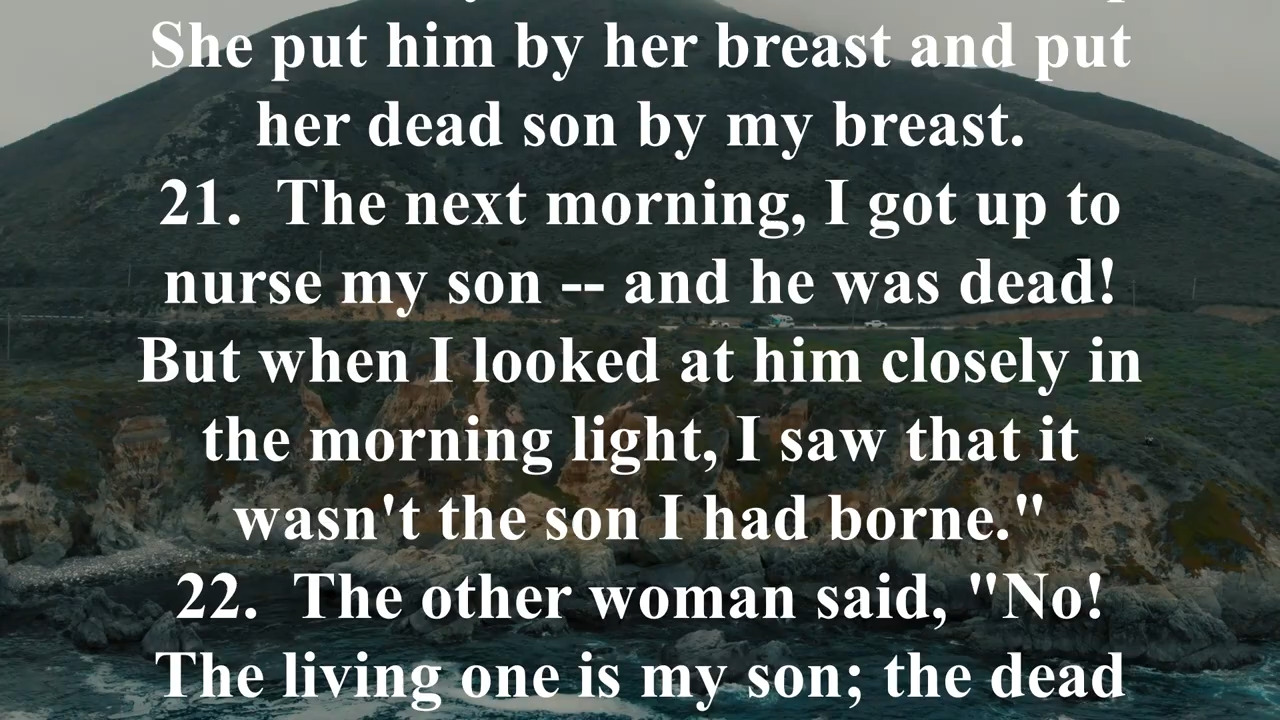 She put him by her breast and put
her dead son by my breast.
21. The next morning, I got up to
nurse my son -- and he was dead!
But when I looked at him closely in
the morning light, I saw that it
wasn't the son I had borne."
22. The other woman said, "No!
The living one is my son; the dead